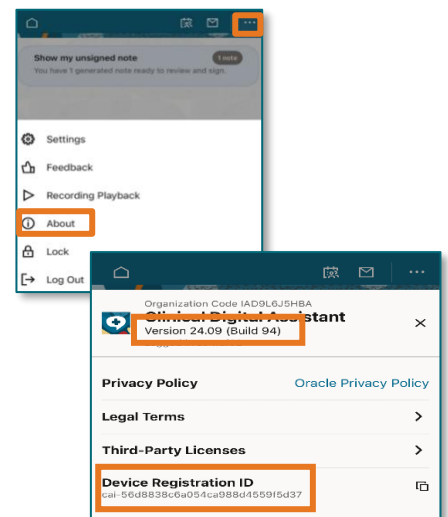 Show my unsigned note
1 note
You have 1 generated note ready to review and sign.
Settings
Feedback
Recording Playback
About
Lock
Log Out
Organization Code IAD9L6J5HBA
Clinical Digital Assistant
Version 24.09 (Build 94)
Privacy Policy
Oracle Privacy Policy
Legal Terms
Third-Party Licenses
Device Registration ID
cai-56d8838c6a054ca988d4559f5d37